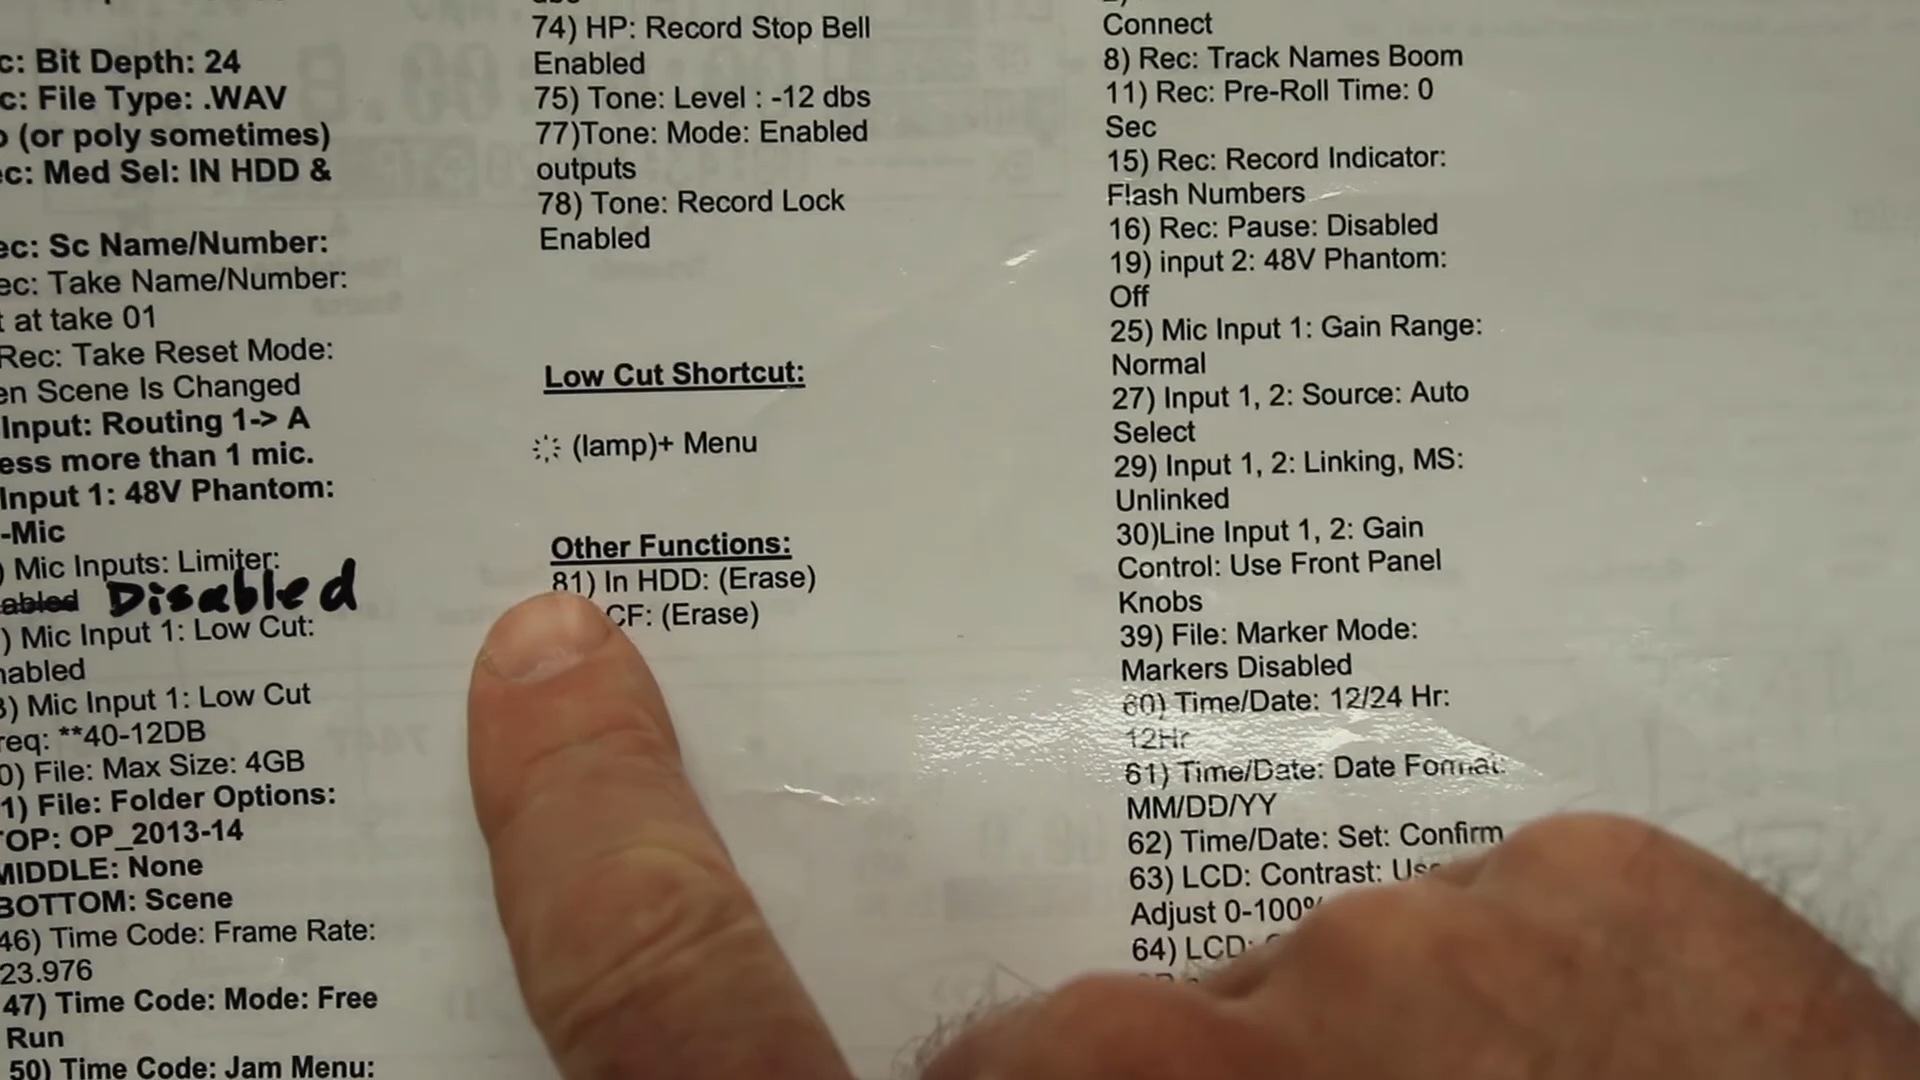 c: Bit Depth: 24
c: File Type: .WAV
o (or poly sometimes)
ec: Med Sel: IN HDD &
ec: Sc Name/Number:
ec: Take Name/Number:
t at take 01
Rec: Take Reset Mode:
en Scene Is Changed
Input: Routing 1-> A
ess more than 1 mic.
Input 1: 48V Phantom:
-Mic
) Mic Inputs: Limiter:
abled Disabled
) Mic Input 1: Low Cut:
nabled
3) Mic Input 1: Low Cut
req: **40-12DB
0) File: Max Size: 4GB
1) File: Folder Options:
TOP: OP_2013-14
MIDDLE: None
BOTTOM: Scene
46) Time Code: Frame Rate:
23.976
47) Time Code: Mode: Free
Run
50) Time Code: Jam Menu:
74) HP: Record Stop Bell
Enabled
75) Tone: Level : -12 dbs
77)Tone: Mode: Enabled
outputs
78) Tone: Record Lock
Enabled
Low Cut Shortcut:
(lamp)+ Menu
Other Functions:
81) In HDD: (Erase)
CF: (Erase)
Connect
8) Rec: Track Names Boom
11) Rec: Pre-Roll Time: 0
Sec
15) Rec: Record Indicator:
Flash Numbers
16) Rec: Pause: Disabled
19) input 2: 48V Phantom:
Off
25) Mic Input 1: Gain Range:
Normal
27) Input 1, 2: Source: Auto
Select
29) Input 1, 2: Linking, MS:
Unlinked
30)Line Input 1, 2: Gain
Control: Use Front Panel
Knobs
39) File: Marker Mode:
Markers Disabled
60) Time/Date: 12/24 Hr:
12Hr
61) Time/Date: Date Format:
MM/DD/YY
62) Time/Date: Set: Confirm
63) LCD: Contrast:
Adjust 0-100%
64) LCD: